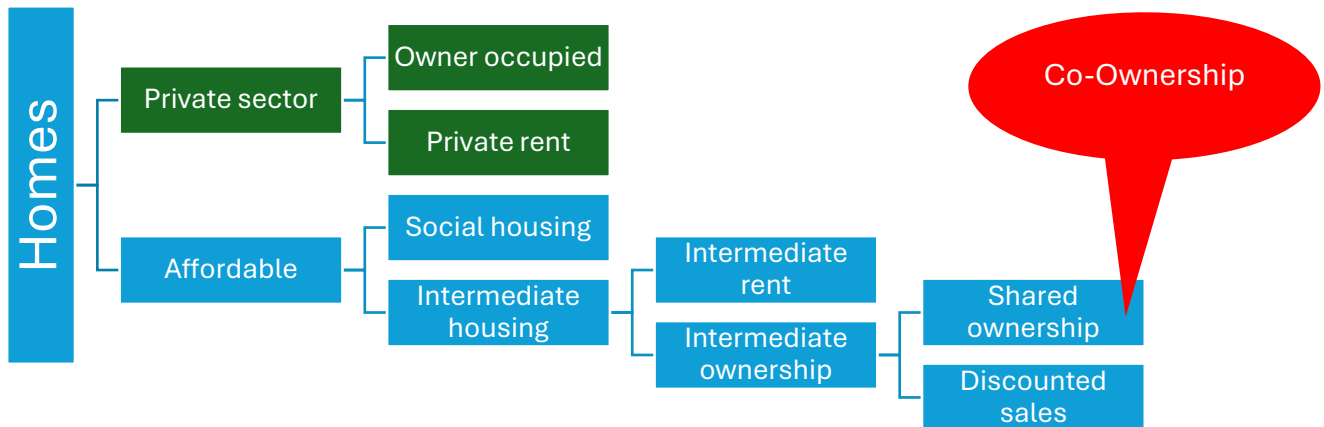 Homes
Private sector
Owner occupied
Private rent
Affordable
Social housing
Intermediate
housing
Intermediate
rent
Intermediate
ownership
Shared
ownership
Discounted
sales
Co-Ownership